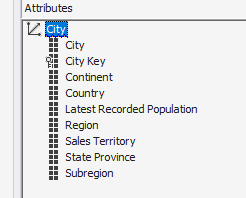 Attributes
City
City
City Key
Continent
Country
Latest Recorded Population
Region
Sales Territory
State Province
Subregion